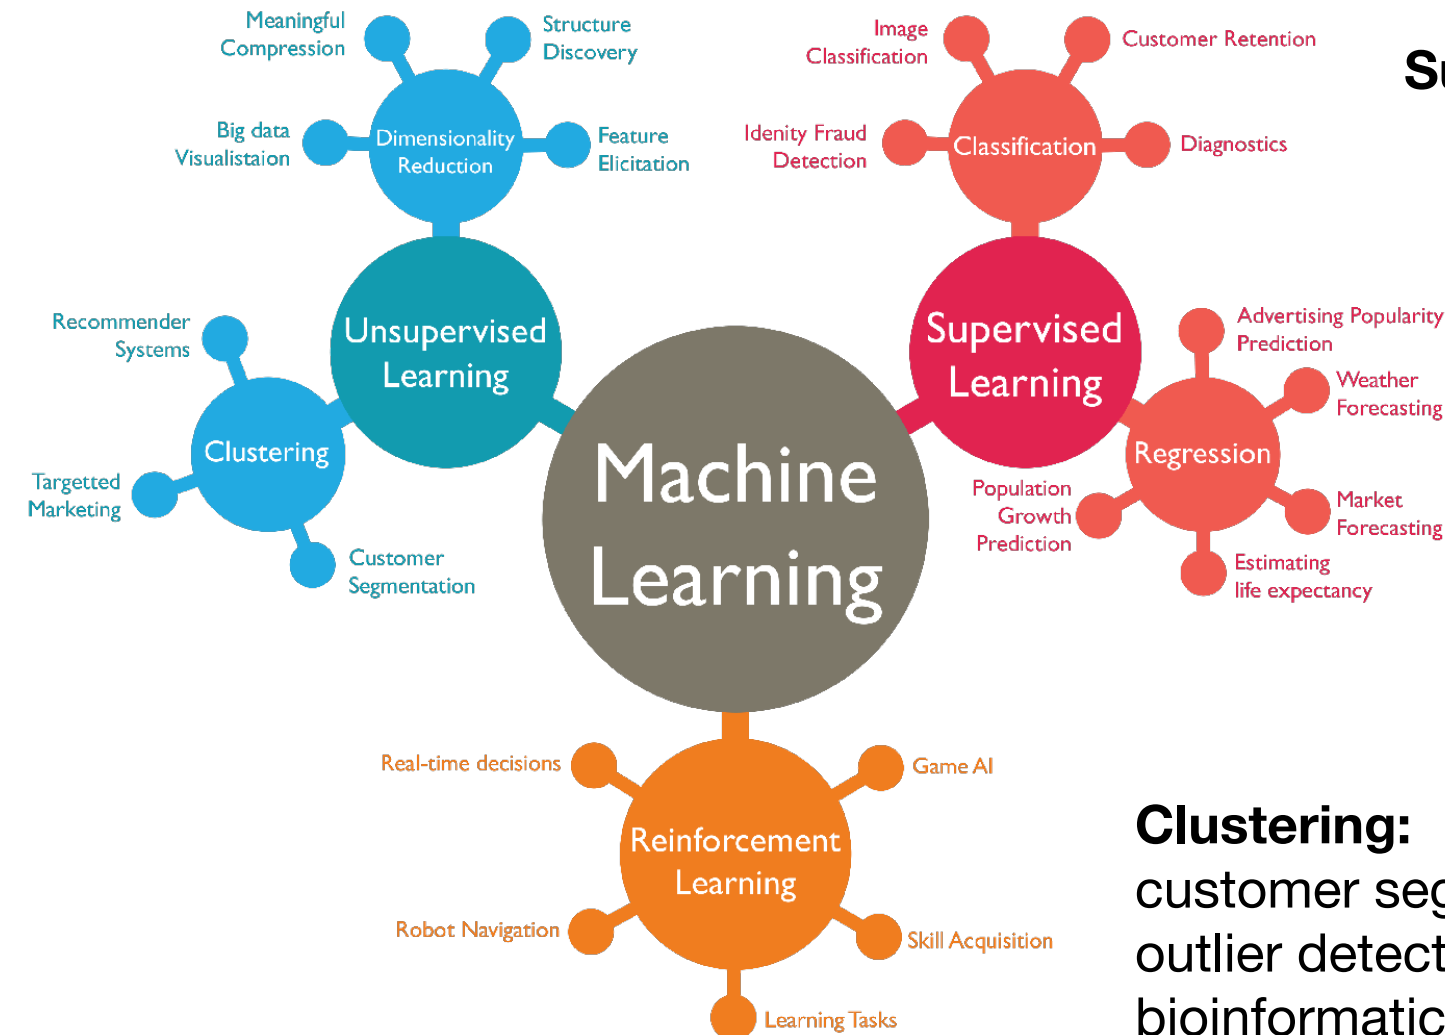 Meaningful
Compression
Structure
Discovery
Big data
Visualistaion
Dimensionality
Reduction
Feature
Elicitation
Image
Classification
Customer Retention
Idenity Fraud
Detection
Classification
Diagnostics
Unsupervised
Learning
Supervised
Learning
Recommender
Systems
Clustering
Targetted
Marketing
Customer
Segmentation
Machine
Learning
Advertising Popularity
Prediction
Weather
Forecasting
Regression
Population
Growth
Prediction
Market
Forecasting
Estimating
life expectancy
Real-time decisions
Game AI
Reinforcement
Learning
Robot Navigation
Skill Acquisition
Learning Tasks
Clustering:
customer
outlier